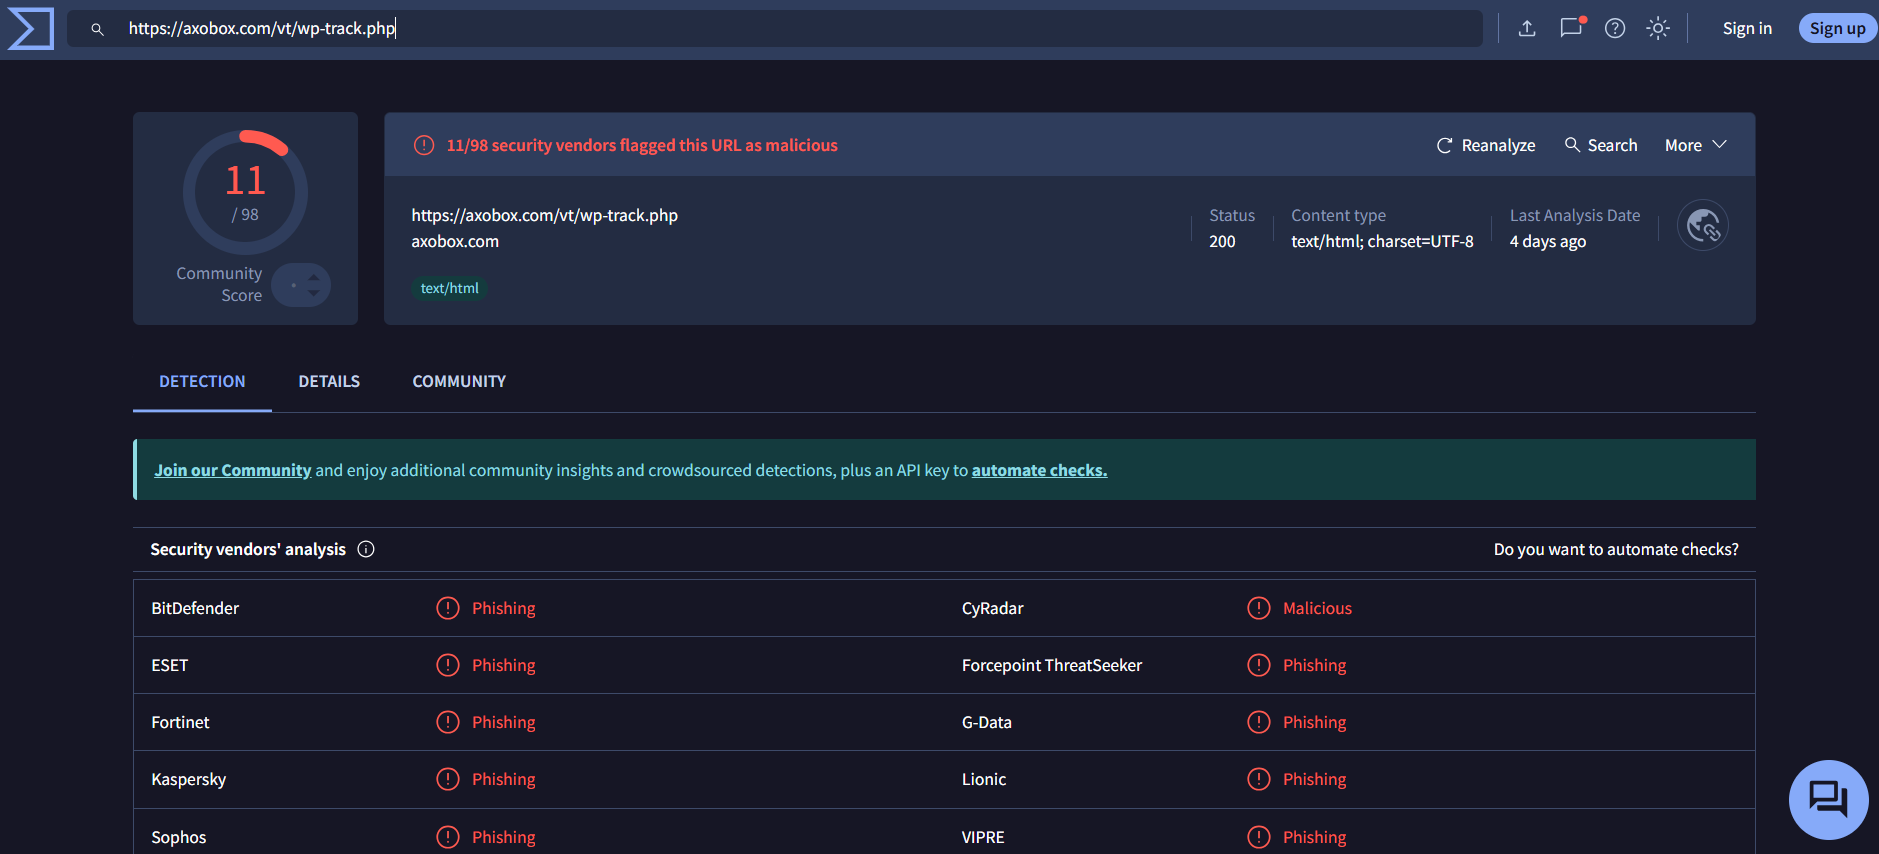 https://axobox.com/vt/wp-track.php
Sign in
Sign up
11
/ 98
Community
Score
11/98 security vendors flagged this URL as malicious
Reanalyze
Search
More
https://axobox.com/vt/wp-track.php
axobox.com
text/html
Status
200
Content type
text/html; charset=UTF-8
Last Analysis Date
4 days ago
DETECTION
DETAILS
COMMUNITY
Join our Community and enjoy additional community insights and crowdsourced detections, plus an API key to automate checks.
Security vendors' analysis
Do you want to automate checks?
BitDefender Phishing CyRadar Malicious
ESET Phishing Forcepoint ThreatSeeker Phishing
Fortinet Phishing G-Data Phishing
Kaspersky Phishing Lionic Phishing
Sophos Phishing VIPRE Phishing